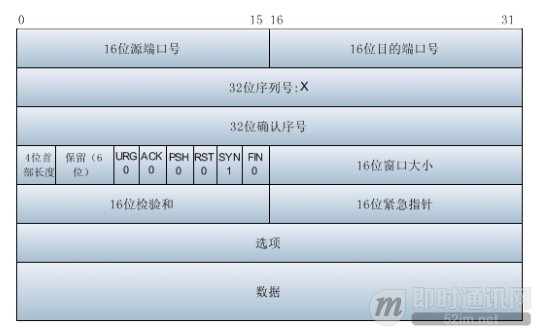 0 15 16 31
16位源端口号 16位目的端口号
32位序列号:X
32位确认序号
4位首部长度 保留（6位） URG 0 ACK 0 PSH 0 RST 0 SYN 1 FIN 0 16位窗口大小
16位检验和 16位紧急指针
选项
数据
即时通讯网
52im.net